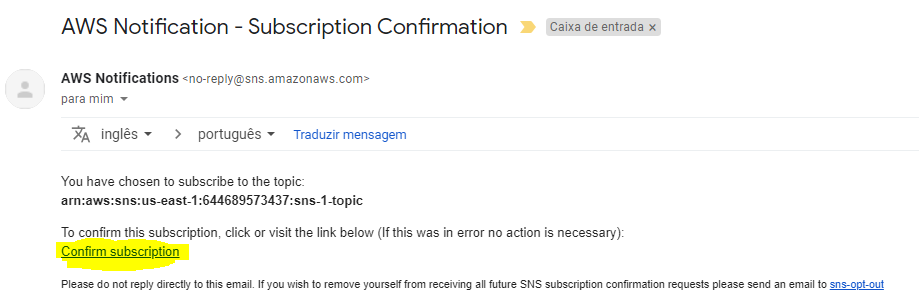 AWS Notification - Subscription Confirmation Caixa de entrada ×
AWS Notifications <no-reply@sns.amazonaws.com>
para mim
inglês > português Traduzir mensagem
You have chosen to subscribe to the topic:
arn:aws:sns:us-east-1:644689573437:sns-1-topic
To confirm this subscription, click or visit the link below (If this was in error no action is necessary):
Confirm subscription
Please do not reply directly to this email. If you wish to remove yourself from receiving all future SNS subscription confirmation requests please send an email to sns-opt-out